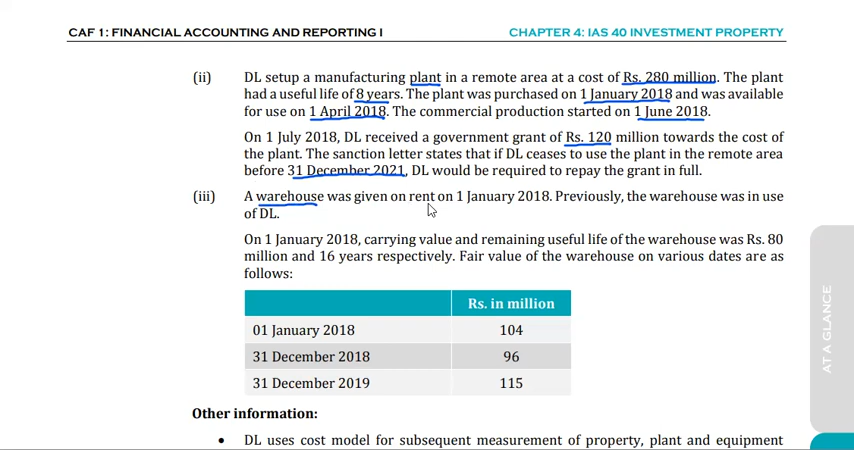 CAF 1: FINANCIAL ACCOUNTING AND REPORTING I
CHAPTER 4: IAS 40 INVESTMENT PROPERTY
(ii) DL setup a manufacturing plant in a remote area at a cost of Rs. 280 million. The plant
had a useful life of 8 years. The plant was purchased on 1 January 2018 and was available
for use on 1 April 2018. The commercial production started on 1 June 2018.
On 1 July 2018, DL received a government grant of Rs. 120 million towards the cost of
the plant. The sanction letter states that if DL ceases to use the plant in the remote area
before 31 December 2021, DL would be required to repay the grant in full.
(iii) A warehouse was given on rent on 1 January 2018. Previously, the warehouse was in use
of DL.
On 1 January 2018, carrying value and remaining useful life of the warehouse was Rs. 80
million and 16 years respectively. Fair value of the warehouse on various dates are as
follows:
Rs. in million
01 January 2018 104
31 December 2018 96
31 December 2019 115
Other information:
• DL uses cost model for subsequent measurement of property, plant and equipment
AT A GLANCE